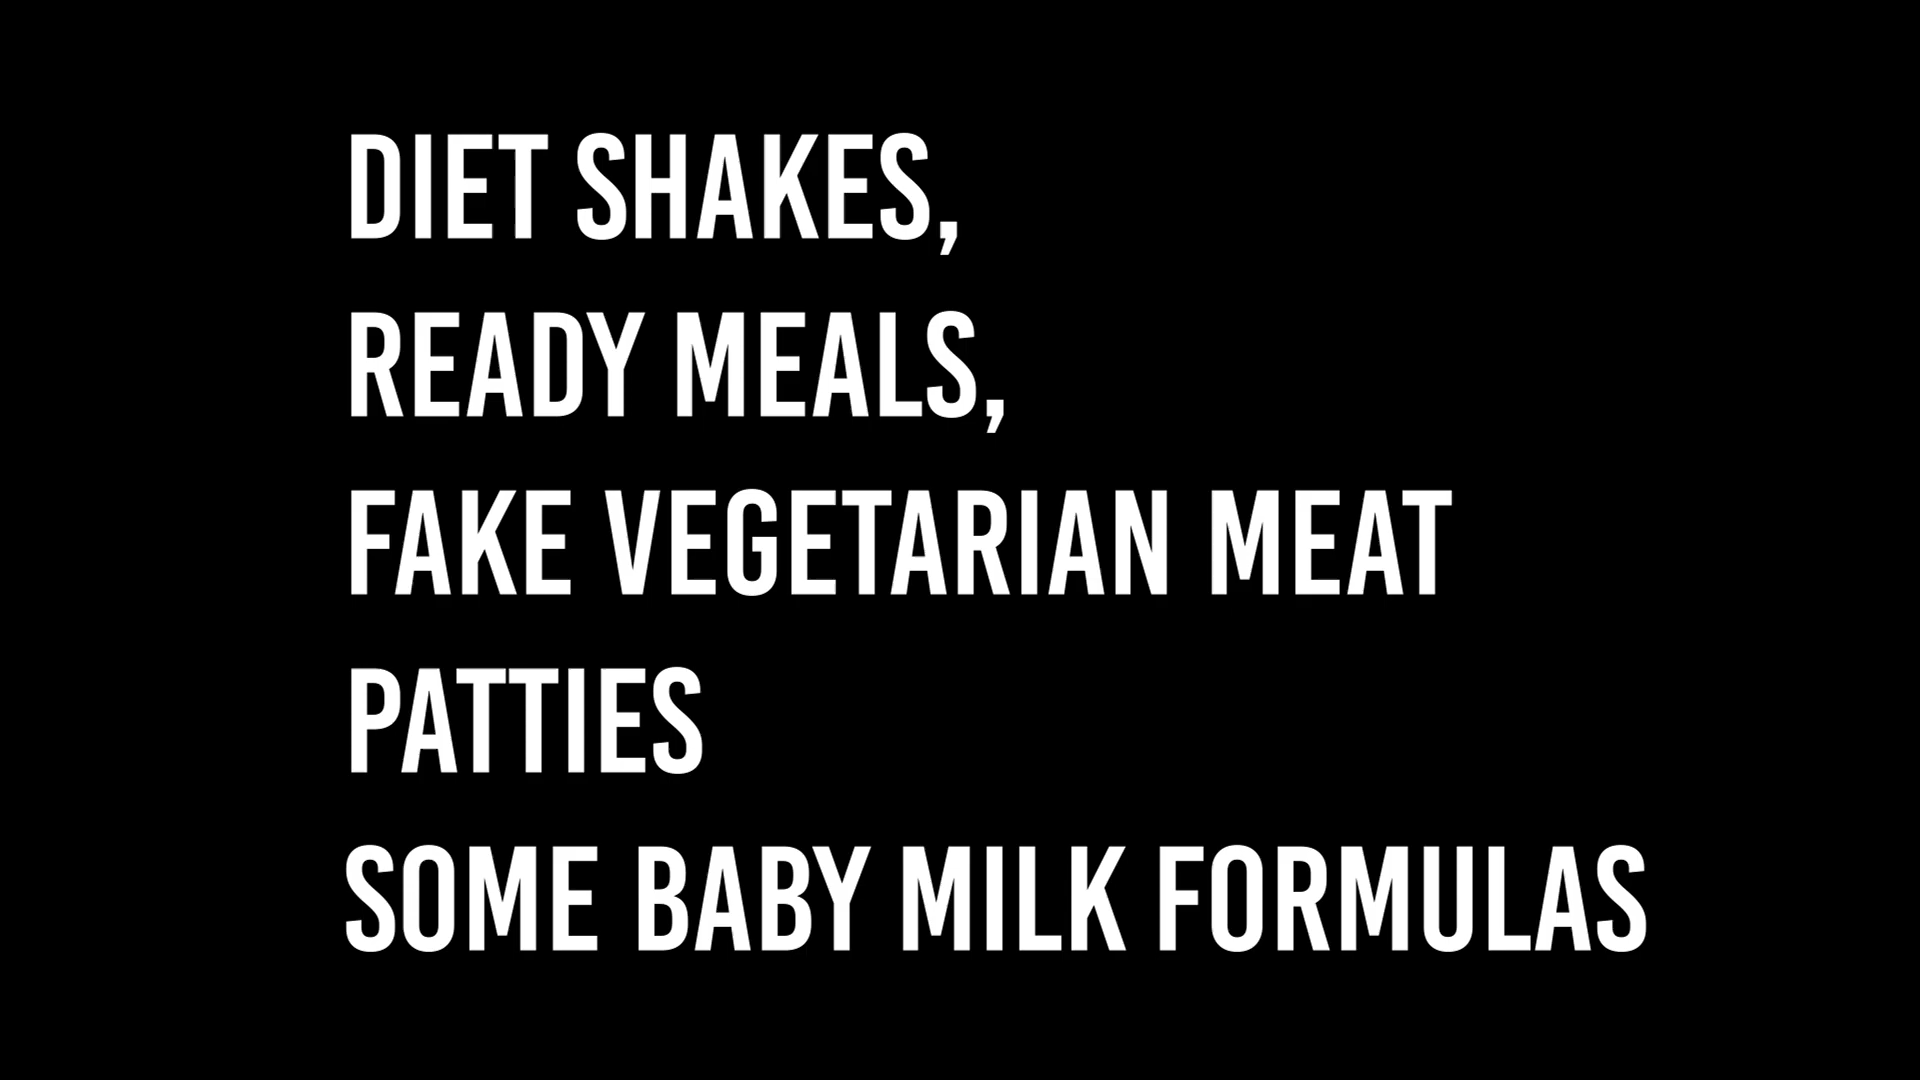 DIET SHAKES,
READY MEALS,
FAKE VEGETARIAN MEAT
PATTIES
SOME BABY MILK FORMULAS